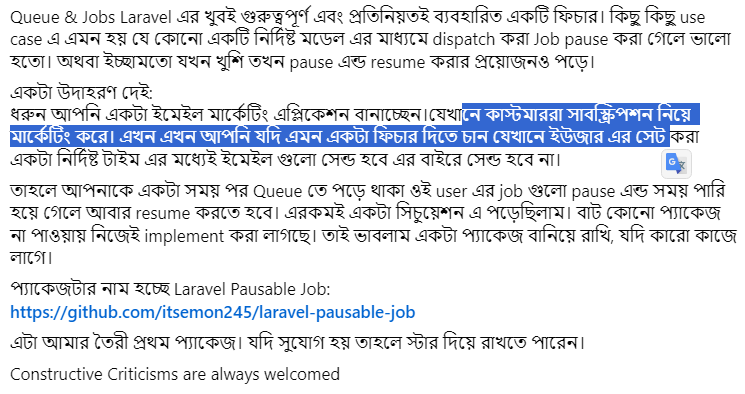 Queue & Jobs Laravel এর খুবই গুরুত্বপূর্ণ এবং প্রতিনিয়তই ব্যবহারিত একটি ফিচার। কিছু কিছু use
case এ এমন হয় যে কোনো একটি নির্দিষ্ট মডেল এর মাধ্যমে dispatch করা Job pause করা গেলে ভালো
হতো। অথবা ইচ্ছামতো যখন খুশি তখন pause এন্ড resume করার প্রয়োজনও পড়ে।
একটা উদাহরণ দেই:
ধরুন আপনি একটা ইমেইল মার্কেটিং এপ্লিকেশন বানাচ্ছেন।যেখানে কাস্টমাররা সাবস্ক্রিপশন নিয়ে
মার্কেটিং করে। এখন এখন আপনি যদি এমন একটা ফিচার দিতে চান যেখানে ইউজার এর সেট করা
একটা নির্দিষ্ট টাইম এর মধ্যেই ইমেইল গুলো সেন্ড হবে এর বাইরে সেন্ড হবে না।
তাহলে আপনাকে একটা সময় পর Queue তে পড়ে থাকা ওই user এর job গুলো pause এন্ড সময় পারি
হয়ে গেলে আবার resume করতে হবে। এরকমই একটা সিচুয়েশন এ পড়েছিলাম। বাট কোনো প্যাকেজ
না পাওয়ায় নিজেই implement করা লাগছে। তাই ভাবলাম একটা প্যাকেজ বানিয়ে রাখি, যদি কারো কাজে
লাগে।
প্যাকেজটার নাম হচ্ছে Laravel Pausable Job:
https://github.com/itsemon245/laravel-pausable-job
এটা আমার তৈরী প্রথম প্যাকেজ। যদি সুযোগ হয় তাহলে স্টার দিয়ে রাখতে পারেন।
Constructive Criticisms are always welcomed